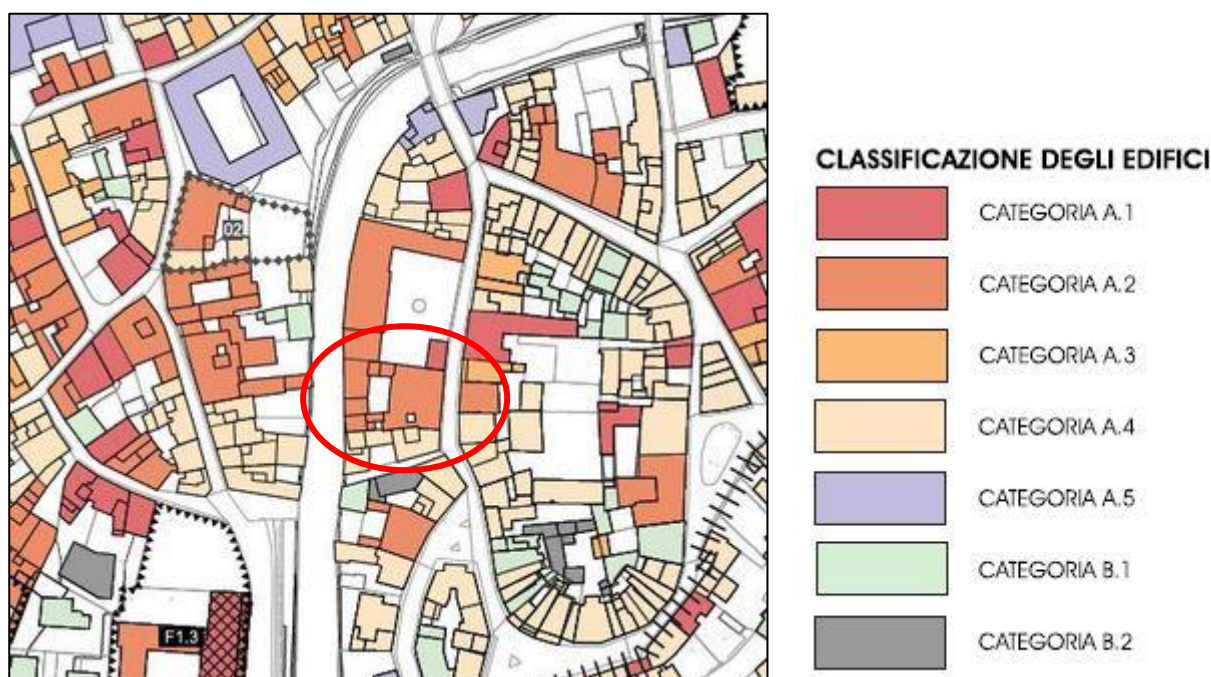 02
F1.3
CLASSIFICAZIONE DEGLI EDIFICI
CATEGORIA A.1
CATEGORIA A.2
CATEGORIA A.3
CATEGORIA A.4
CATEGORIA A.5
CATEGORIA B.1
CATEGORIA B.2